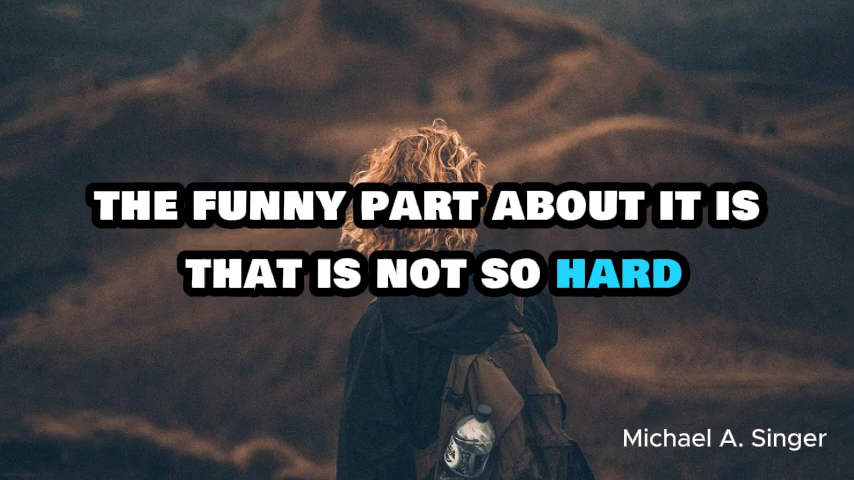 THE FUNNY PART ABOUT IT IS
THAT IS NOT SO HARD
Michael A. Singer